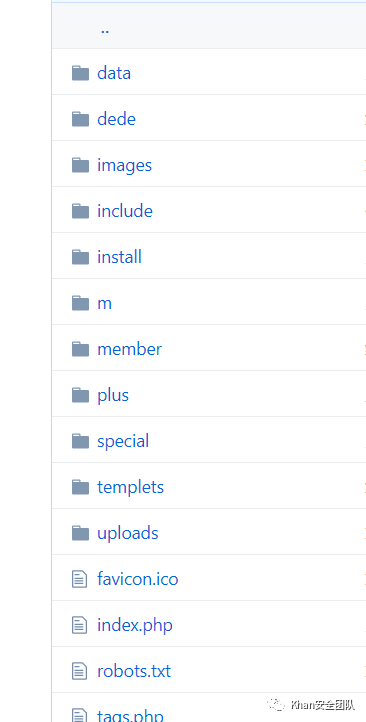 ..
data
dede
images
include
install
m
member
plus
special
templets
uploads
favicon.ico
index.php
robots.txt
tags.php
Khan安全团队